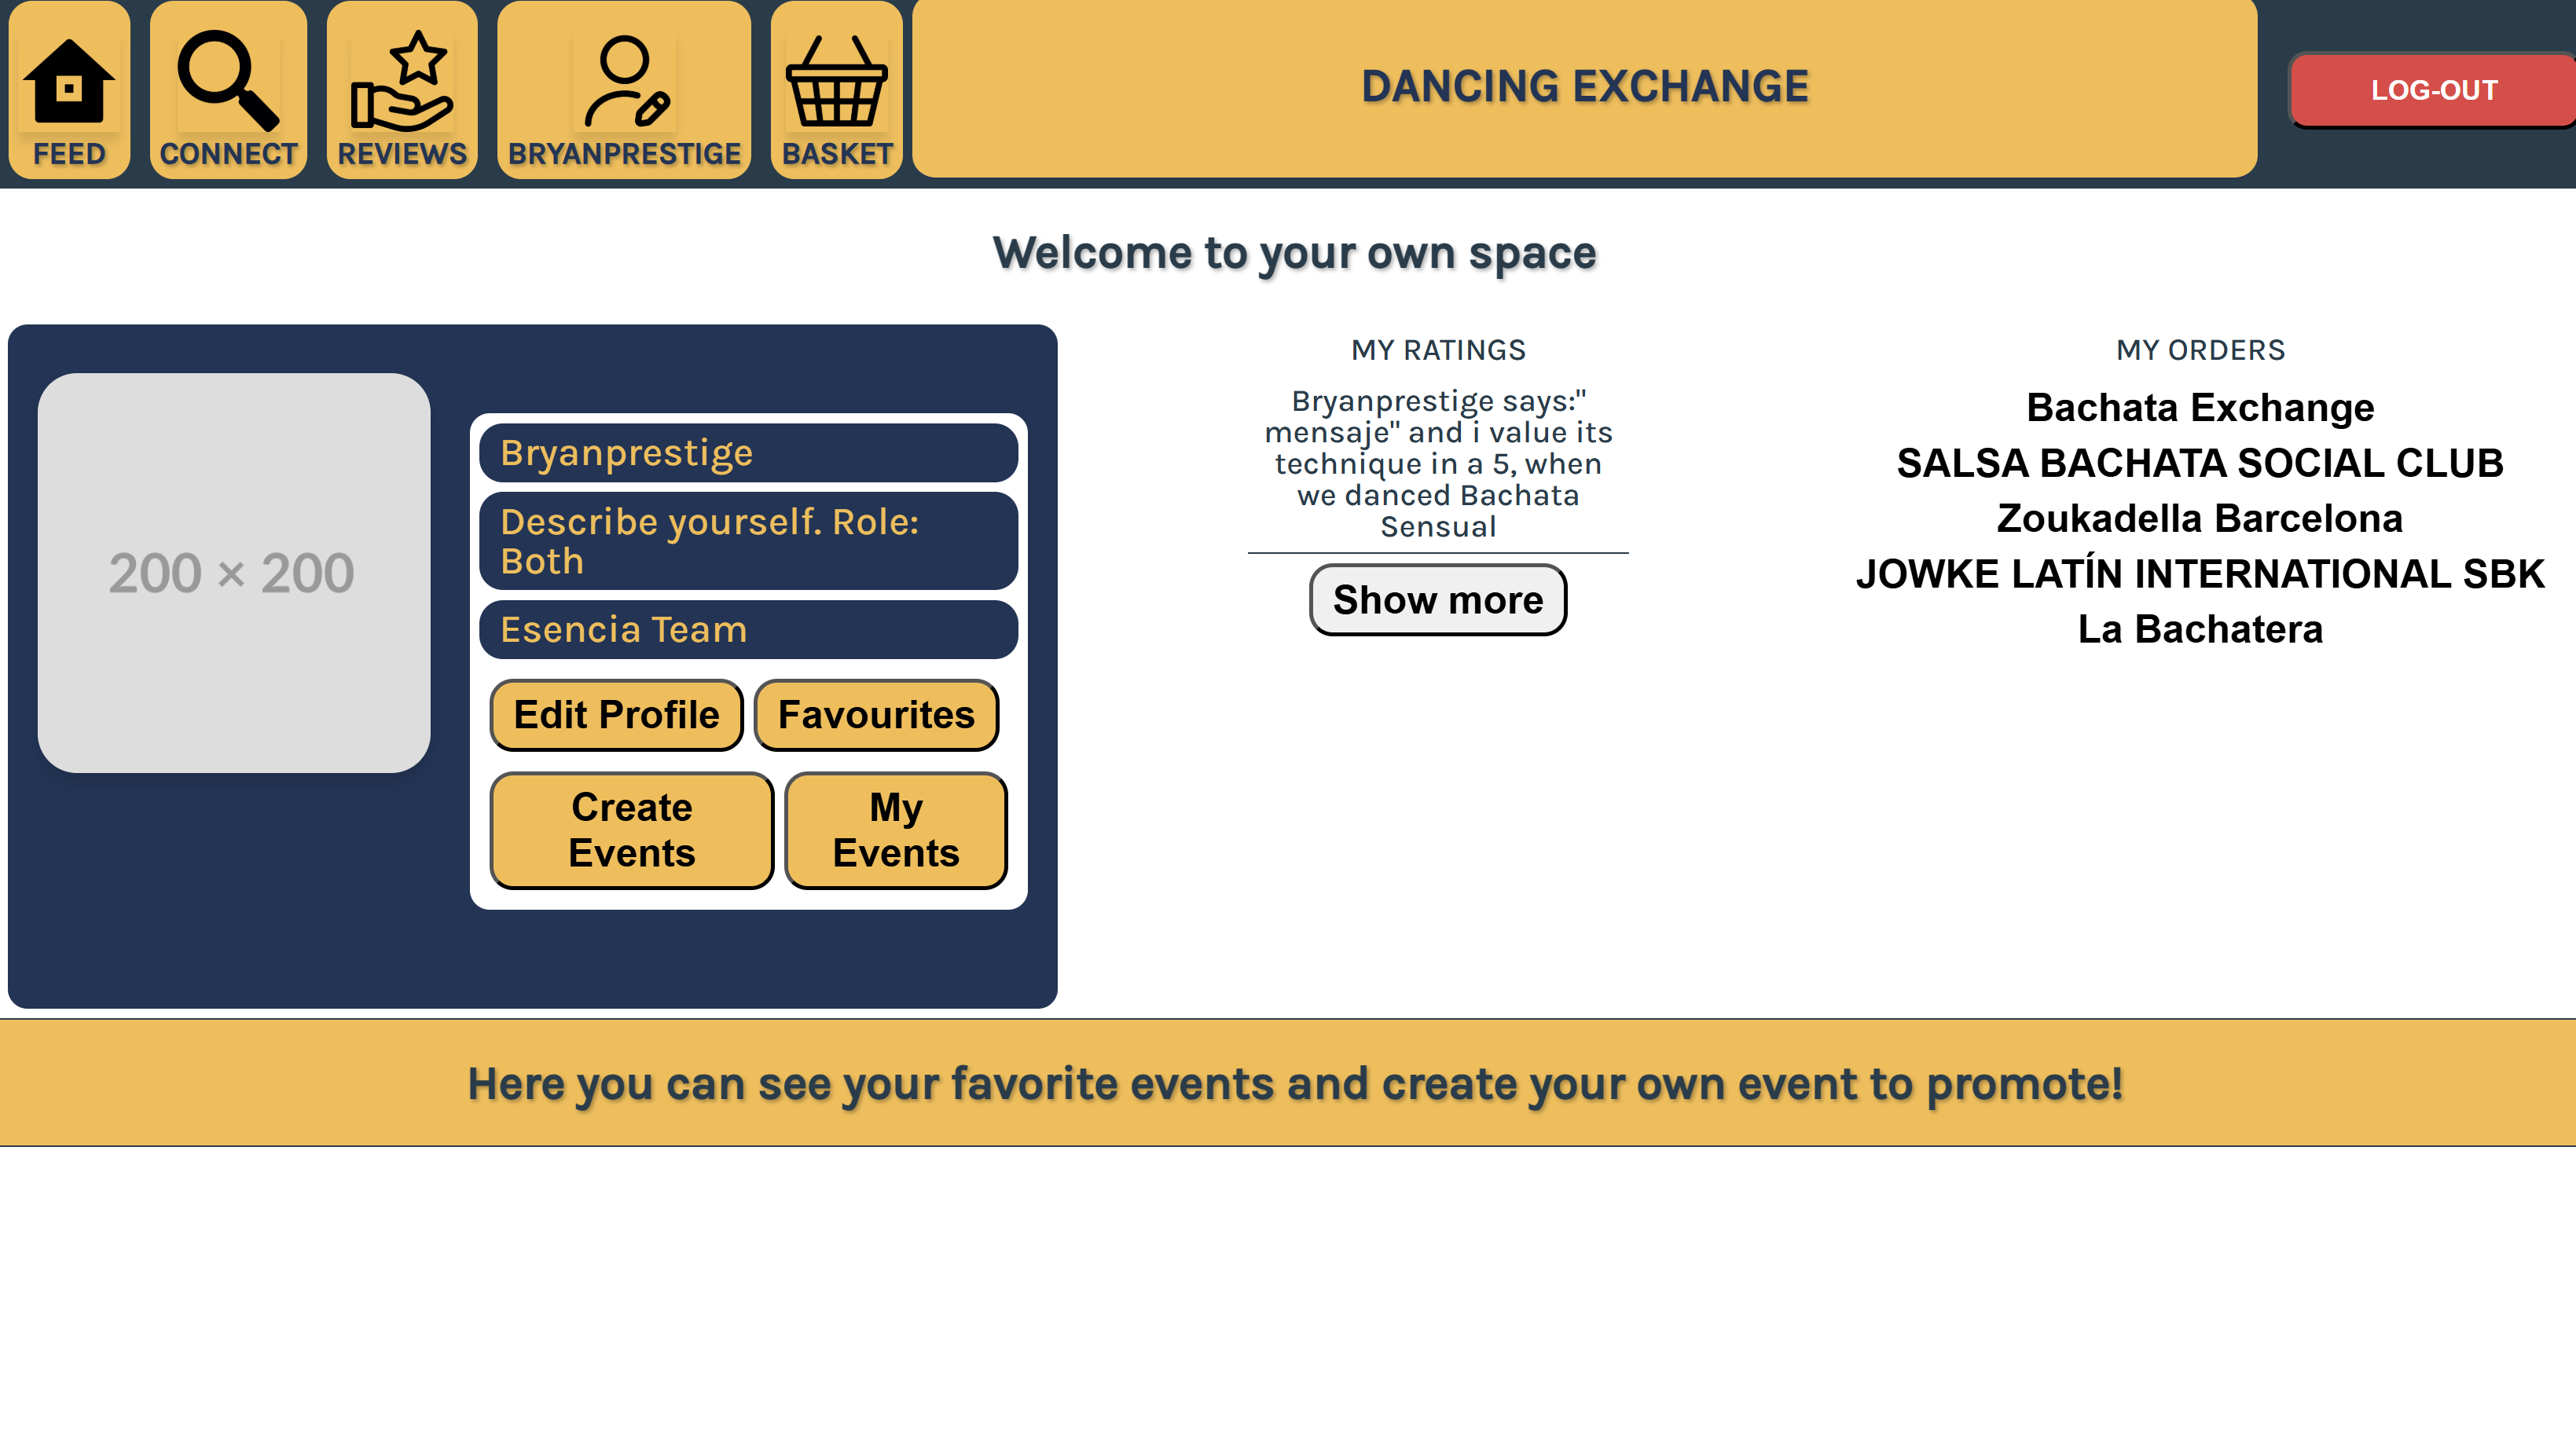 FEED
CONNECT
REVIEWS
BRYANPRESTIGE
BASKET
DANCING EXCHANGE
LOG-OUT
Welcome to your own space
200 × 200
Bryanprestige
Describe yourself. Role:
Both
Esencia Team
Edit Profile
Favourites
Create
Events
My
Events
MY RATINGS
Bryanprestige says:"
mensaje" and i value its
technique in a 5, when
we danced Bachata
Sensual
Show more
MY ORDERS
Bachata Exchange
SALSA BACHATA SOCIAL CLUB
Zoukadella Barcelona
JOWKE LATÍN INTERNATIONAL SBK
La Bachatera
Here you can see your favorite events and create your own event to promote!